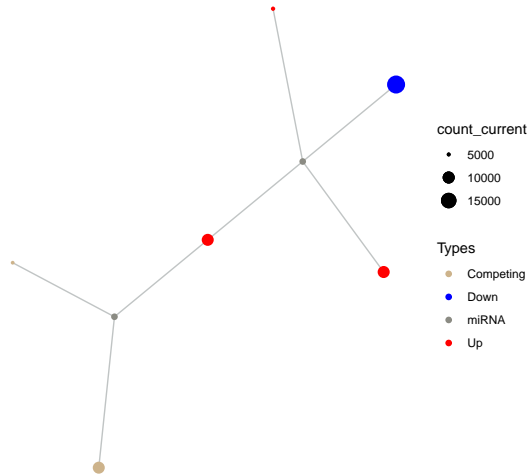 count_current
5000
10000
15000
Types
Competing
Down
miRNA
Up